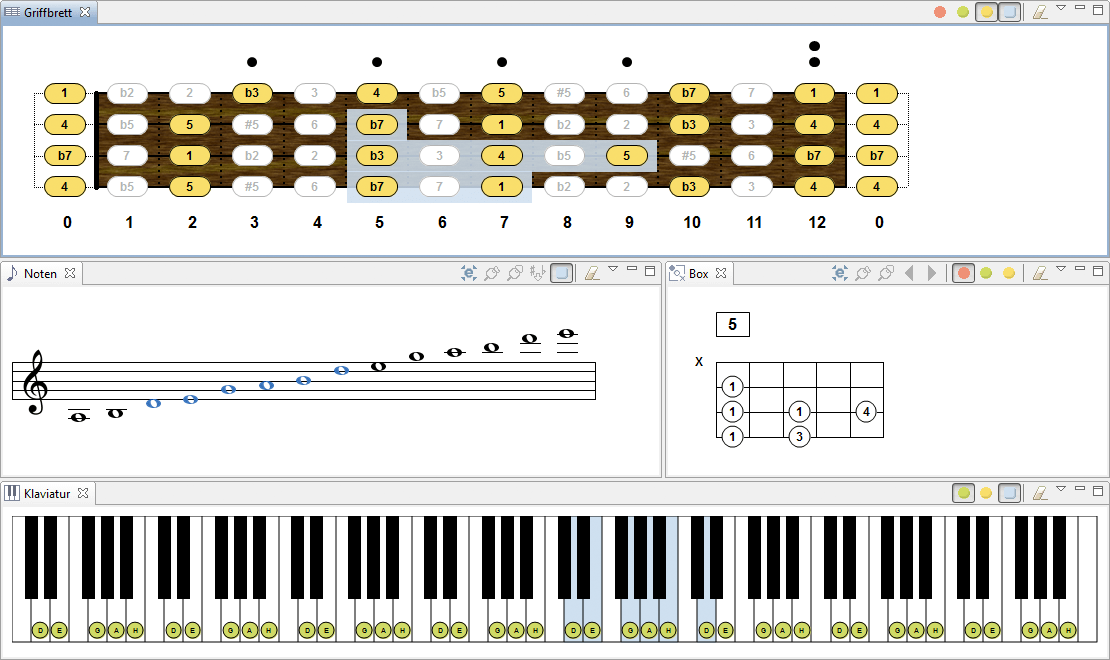 Griffbrett
1 b2 2 b3 3 4 b5 5 #5 6 b7 7 1 1
4 b5 5 #5 6 b7 7 1 b2 2 b3 3 4 4
b7 7 1 b2 2 b3 3 4 b5 5 #5 6 b7 b7
4 b5 5 #5 6 b7 7 1 b2 2 b3 3 4 4
0 1 2 3 4 5 6 7 8 9 10 11 12 0
Noten
Box
5
X
1
1 1 4
1 3
Klaviatur
D E G A H D E G A H D E G A H D E G A H D E G A H D E G A H D E G A H D E G A H